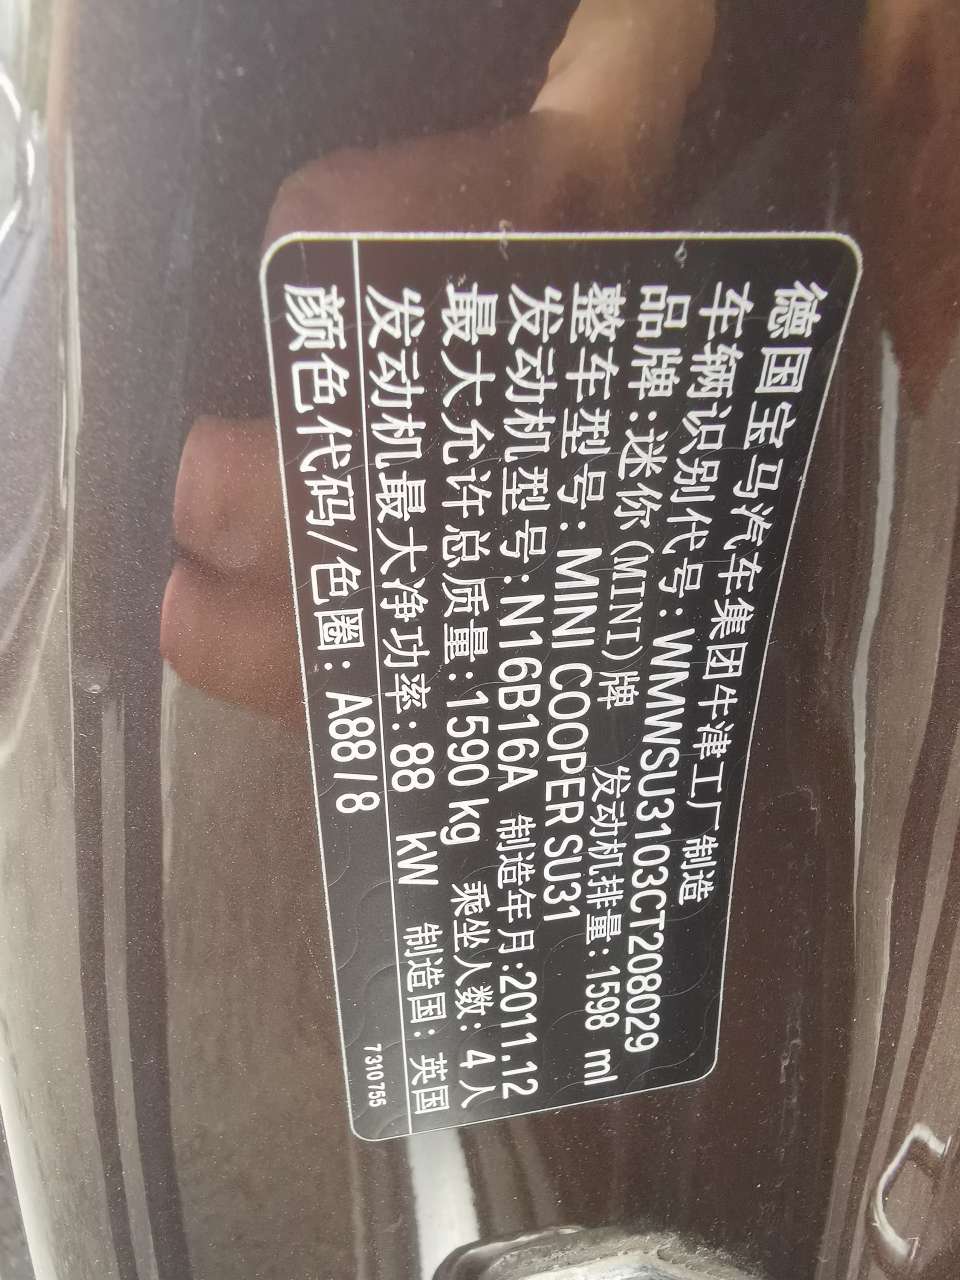 德国宝马汽车集团牛津工厂制造
车辆识别代号：WMWSU3103CT208029
品牌:迷你(MINI)牌 发动机排量:1598 ml
整车型号:MINI COOPER SU31
发动机型号:N16B16A 制造年月:2011.12
最大允许总质量:1590kg 乘坐人数:4人
发动机最大净功率:88 kW 制造国:英国
颜色代码/色圈:A88/8 7310755